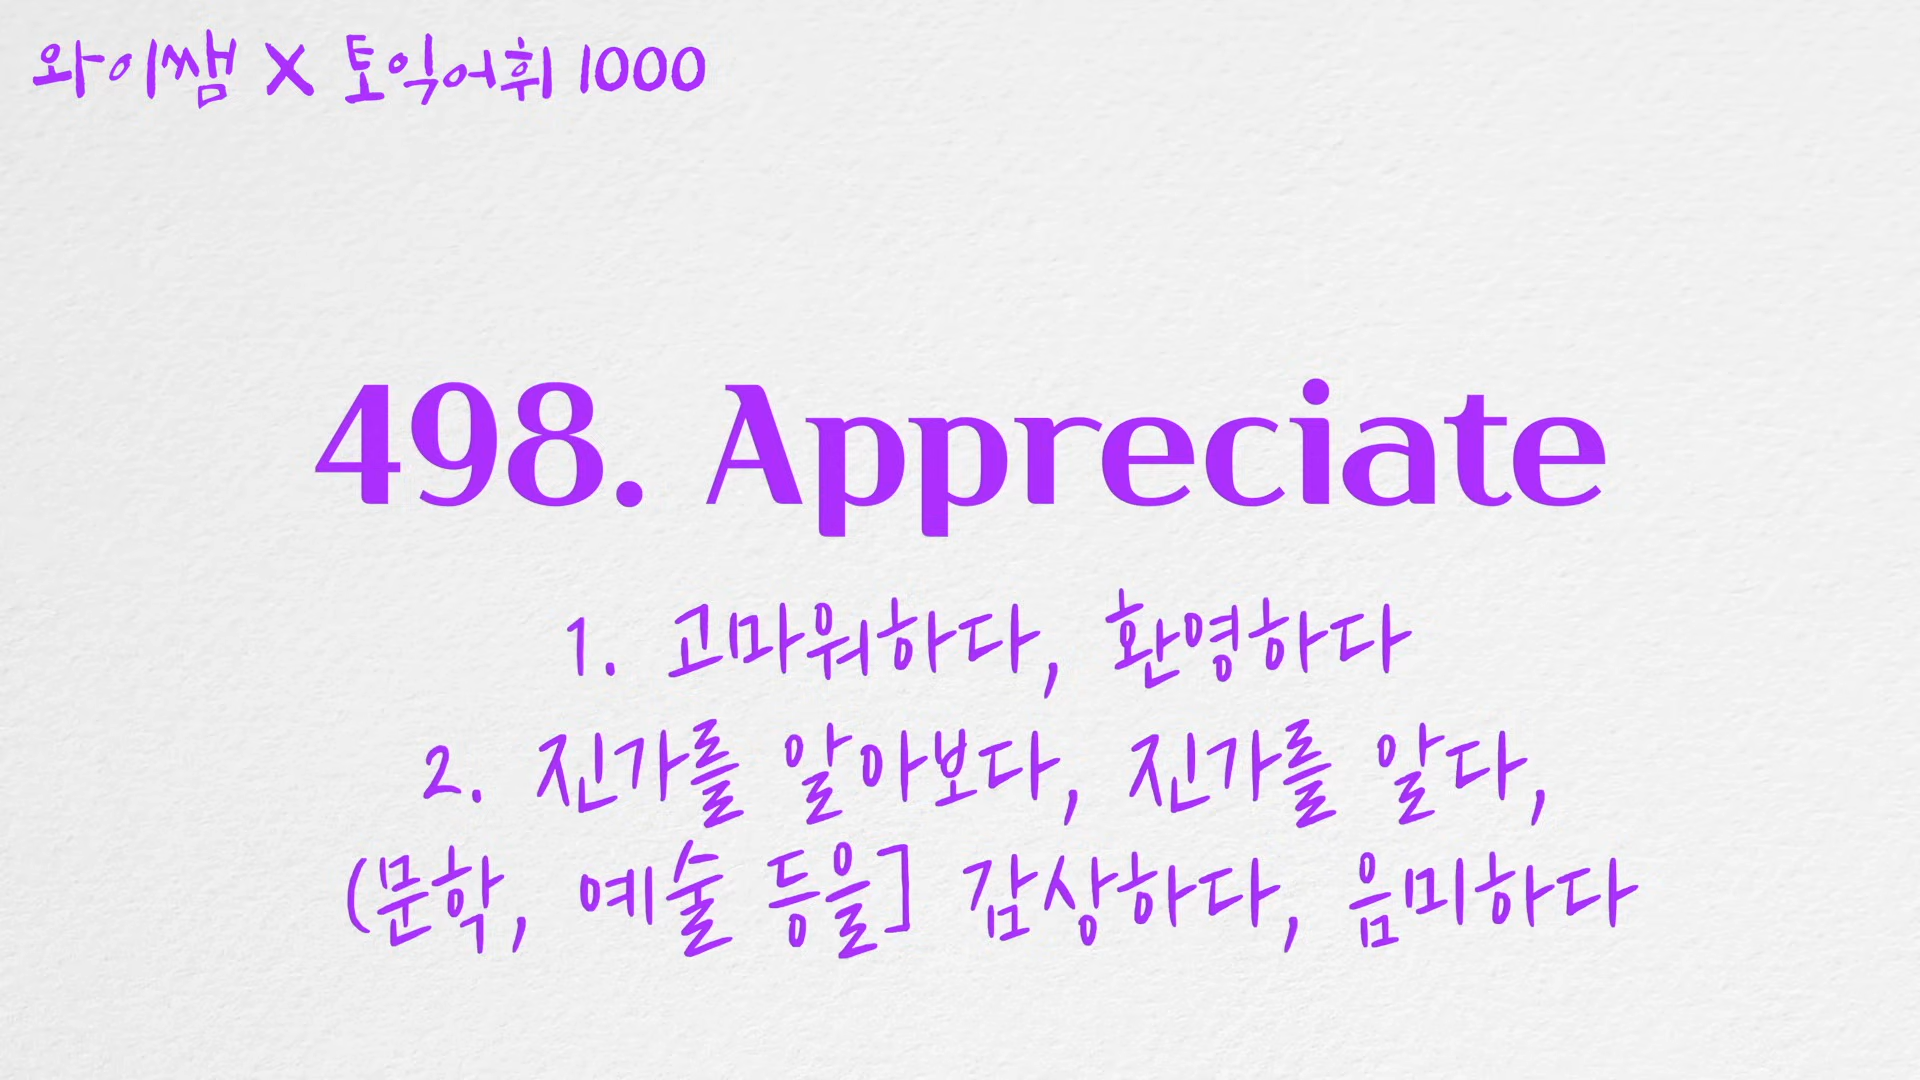 와이쌤 X 토익어휘 1000
498. Appreciate
1. 고마워하다, 환영하다
2. 진가를 알아보다, 진가를 알다,
(문학, 예술 등을] 감상하다, 음미하다